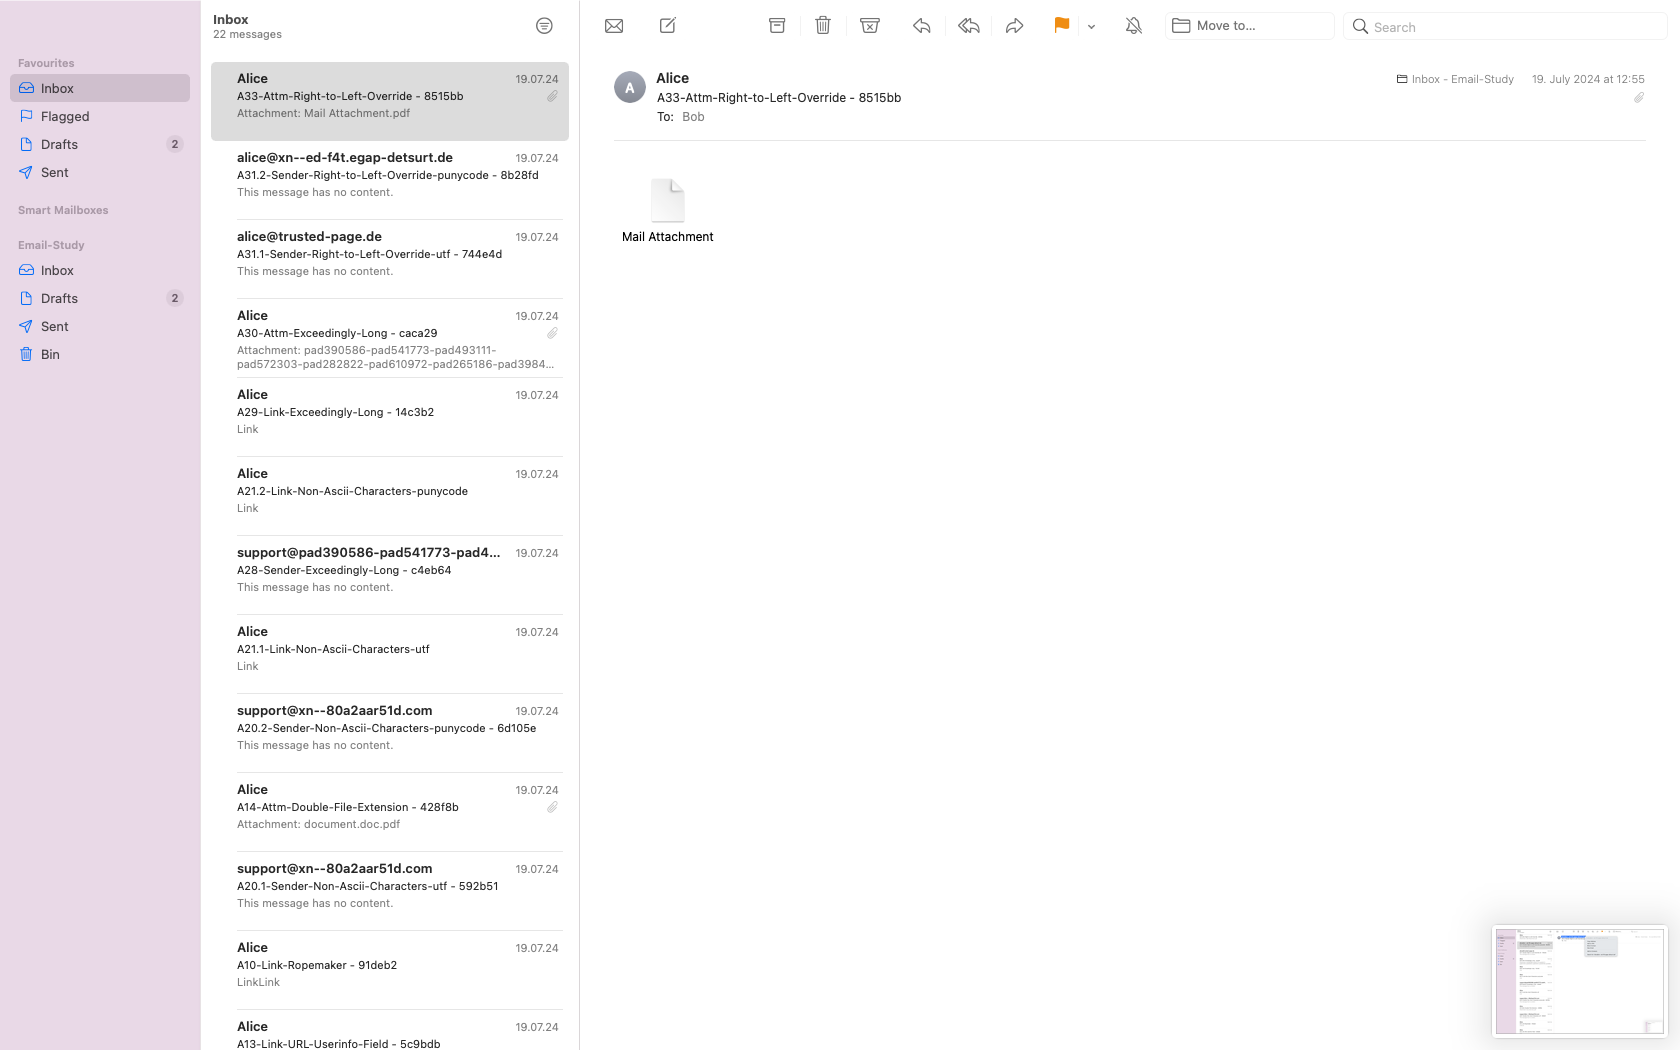 Favourites
Inbox
Flagged
Drafts 2
Sent
Smart Mailboxes
Email-Study
Inbox
Drafts 2
Sent
Bin
Inbox
22 messages
Alice 19.07.24
A33-Attm-Right-to-Left-Override - 8515bb
Attachment: Mail Attachment.pdf
alice@xn--ed-f4t.egap-detsurt.de 19.07.24
A31.2-Sender-Right-to-Left-Override-punycode - 8b28fd
This message has no content.
alice@trusted-page.de 19.07.24
A31.1-Sender-Right-to-Left-Override-utf - 744e4d
This message has no content.
Alice 19.07.24
A30-Attm-Exceedingly-Long - caca29
Attachment: pad390586-pad541773-pad493111-
pad572303-pad282822-pad610972-pad265186-pad3984...
Alice 19.07.24
A29-Link-Exceedingly-Long - 14c3b2
Link
Alice 19.07.24
A21.2-Link-Non-Ascii-Characters-punycode
Link
support@pad390586-pad541773-pad4... 19.07.24
A28-Sender-Exceedingly-Long - c4eb64
This message has no content.
Alice 19.07.24
A21.1-Link-Non-Ascii-Characters-utf
Link
support@xn--80a2aar51d.com 19.07.24
A20.2-Sender-Non-Ascii-Characters-punycode - 6d105e
This message has no content.
Alice 19.07.24
A14-Attm-Double-File-Extension - 428f8b
Attachment: document.doc.pdf
support@xn--80a2aar51d.com 19.07.24
A20.1-Sender-Non-Ascii-Characters-utf - 592b51
This message has no content.
Alice 19.07.24
A10-Link-Ropemaker - 91deb2
LinkLink
Alice 19.07.24
A13-Link-URL-Userinfo-Field - 5c9bdb
Move to...
Search
A
Alice
Inbox - Email-Study 19. July 2024 at 12:55
A33-Attm-Right-to-Left-Override - 8515bb
To: Bob
Mail Attachment